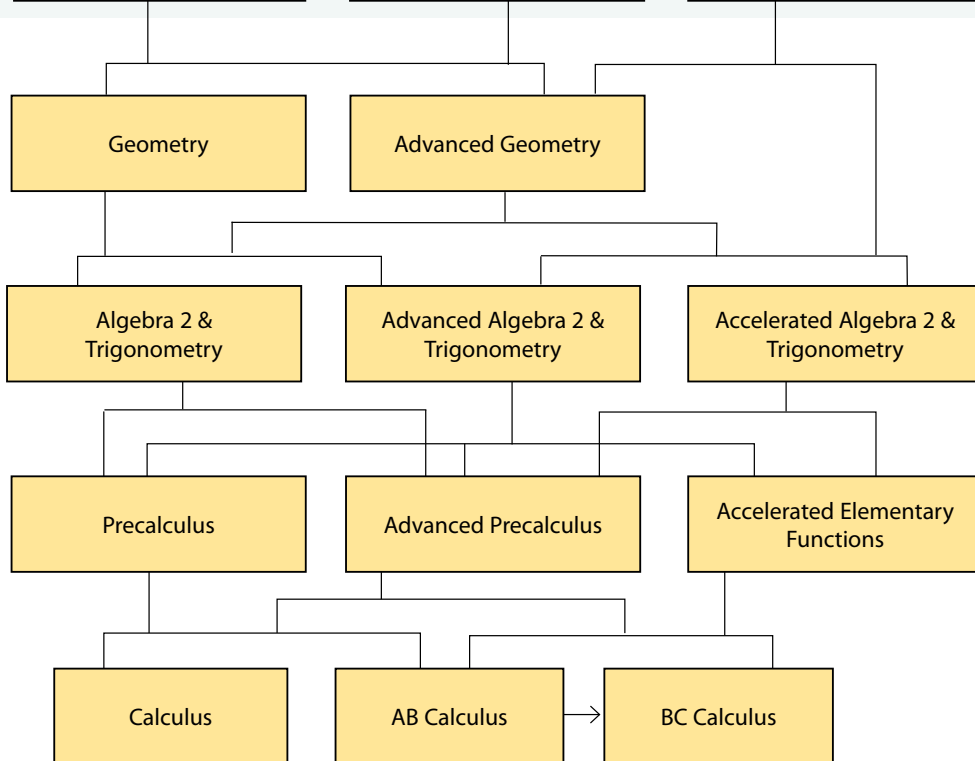 Geometry
Advanced Geometry
Algebra 2 &
Trigonometry
Advanced Algebra 2 &
Trigonometry
Accelerated Algebra 2 &
Trigonometry
Precalculus
Advanced Precalculus
Accelerated Elementary
Functions
Calculus
AB Calculus
BC Calculus